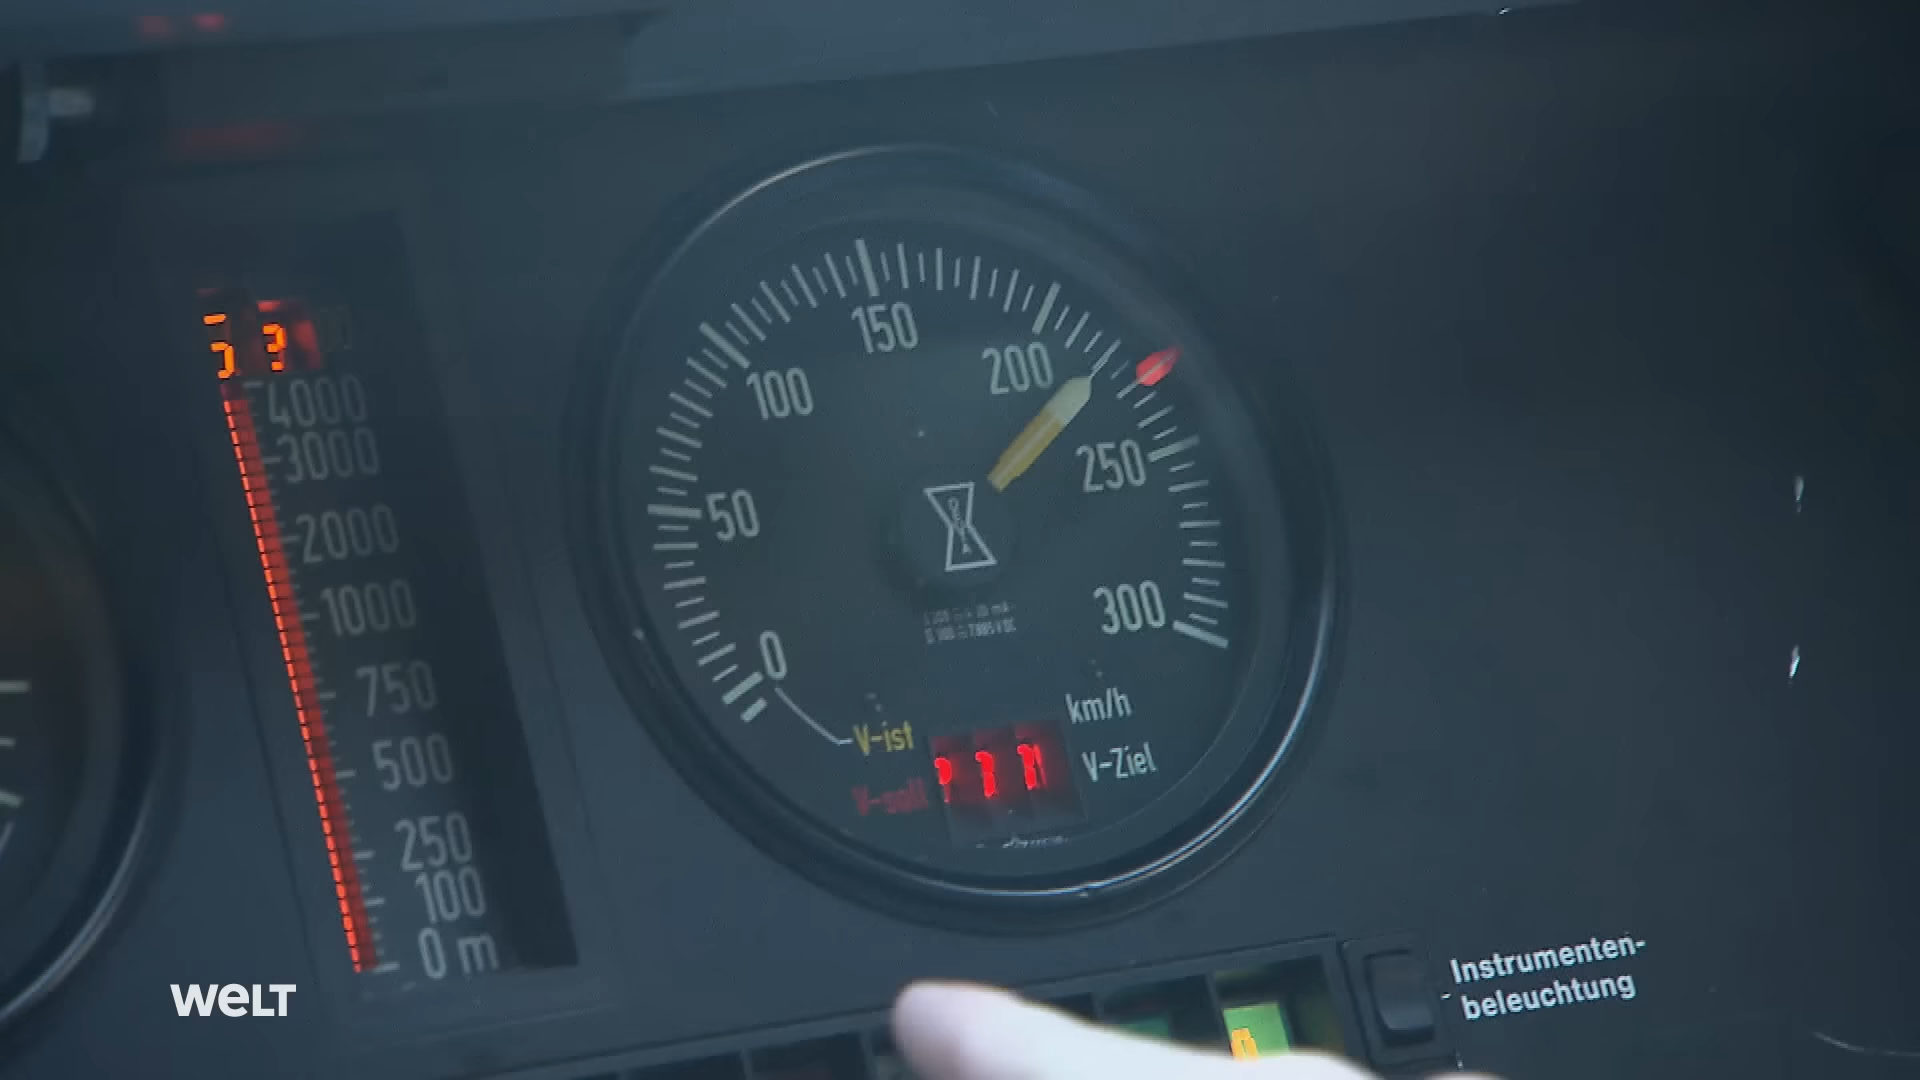 4000
3000
2000
1000
750
500
250
100
0 m
0
50
100
150
200
250
300
km/h
V-ist
V-soll
V-Ziel
Instrumenten-
beleuchtung
WELT